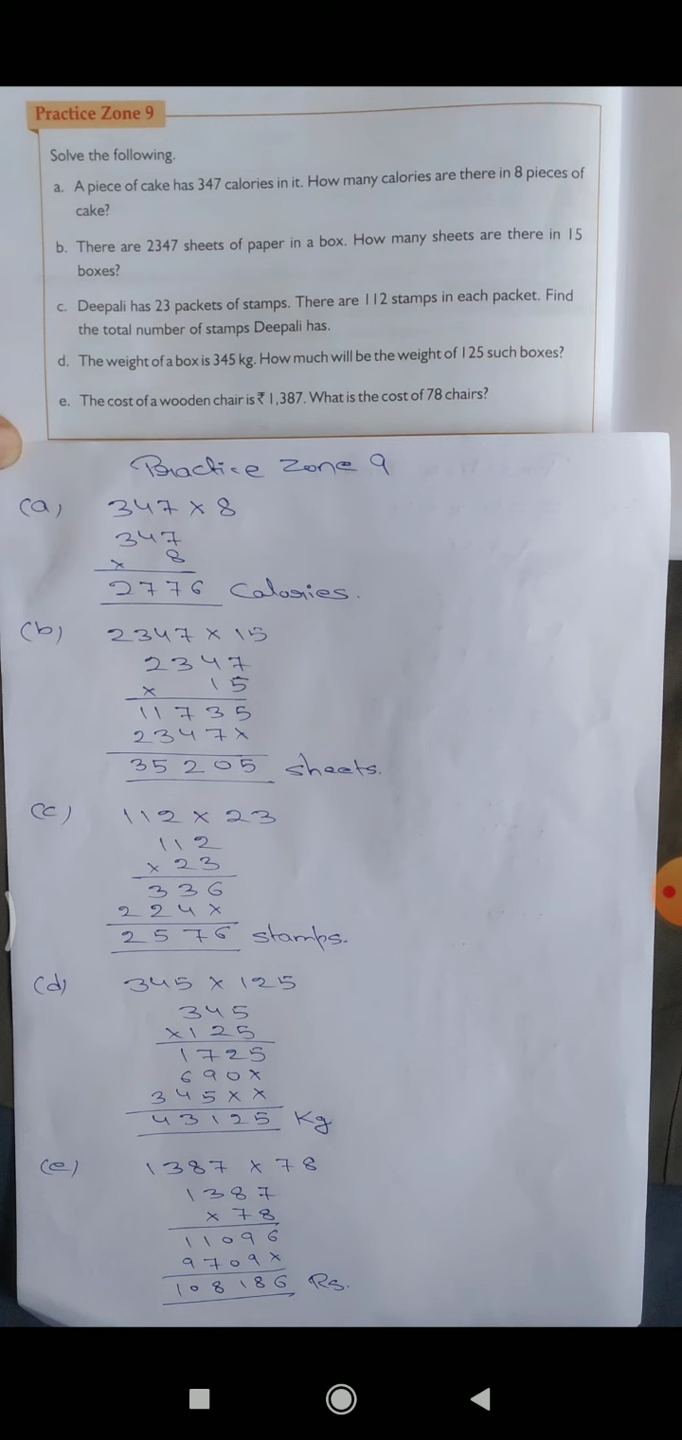 Practice Zone 9
Solve the following.
a. A piece of cake has 347 calories in it. How many calories are there in 8 pieces of
cake?
b. There are 2347 sheets of paper in a box. How many sheets are there in 15
boxes?
c. Deepali has 23 packets of stamps. There are 112 stamps in each packet. Find
the total number of stamps Deepali has.
d. The weight of a box is 345 kg. How much will be the weight of 125 such boxes?
e. The cost of a wooden chair is ₹ 1,387. What is the cost of 78 chairs?
Practice Zone 9
(a) 347 x 8
347
x 8
2776 Calories.
(b) 2347 x 15
2347
x 15
11735
2347x
35205 sheets.
(c) 112 x 23
112
x 23
336
224x
2576 stamps.
(d) 345 x 125
345
x125
1725
690x
345xx
43125 Kg
(e) 1387 x 78
1387
x 78
11096
9709x
108186 Rs.